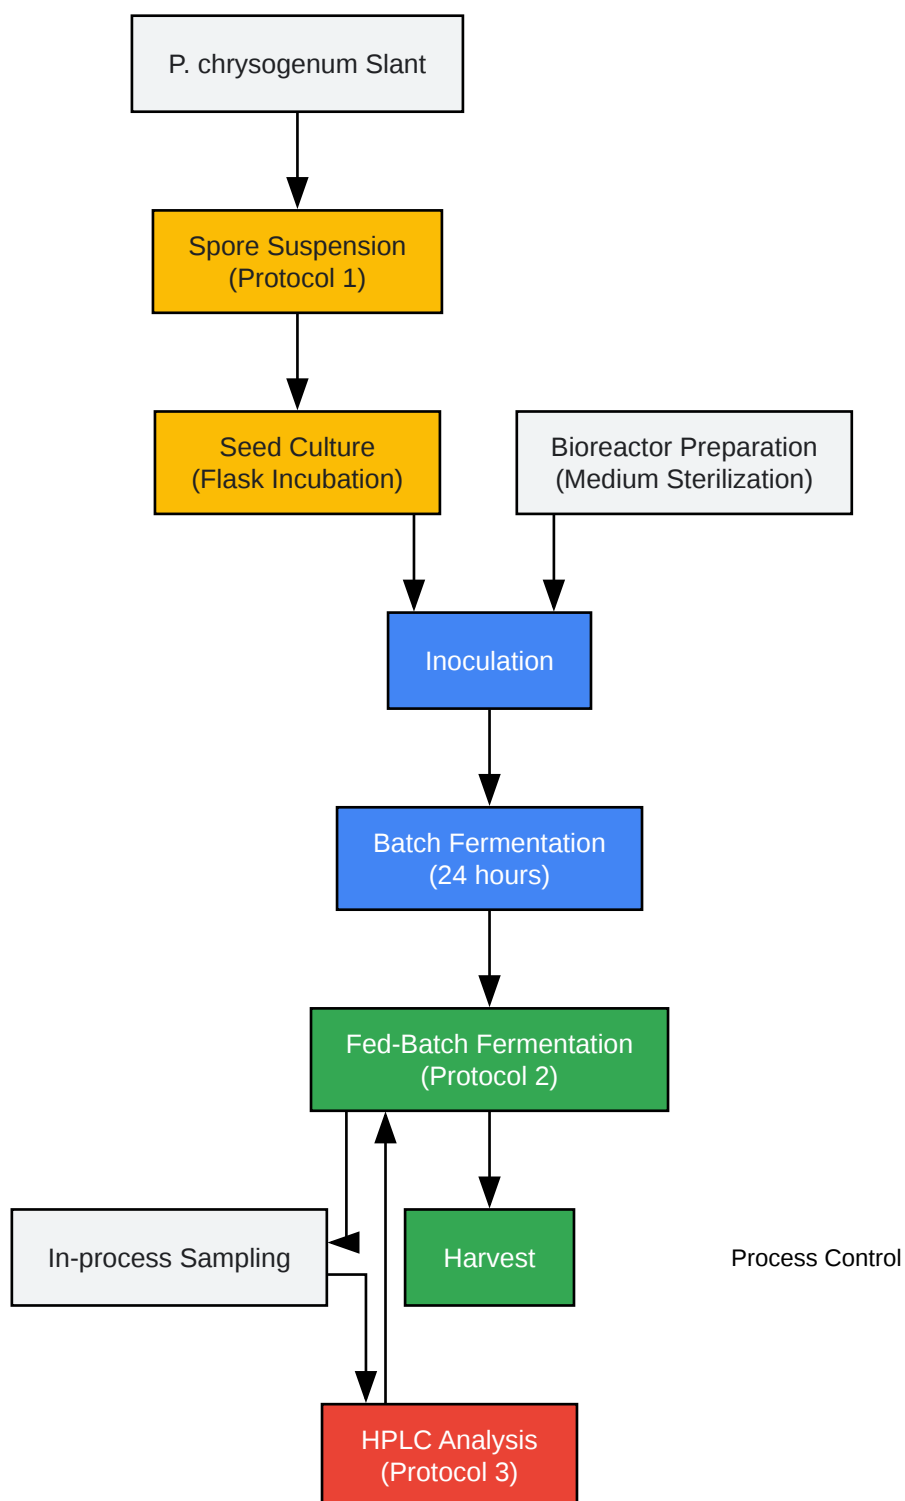 P. chrysogenum Slant
Spore Suspension
(Protocol 1)
Seed Culture
(Flask Incubation)
Bioreactor Preparation
(Medium Sterilization)
Inoculation
Batch Fermentation
(24 hours)
Fed-Batch Fermentation
(Protocol 2)
In-process Sampling
Harvest
Process Control
HPLC Analysis
(Protocol 3)